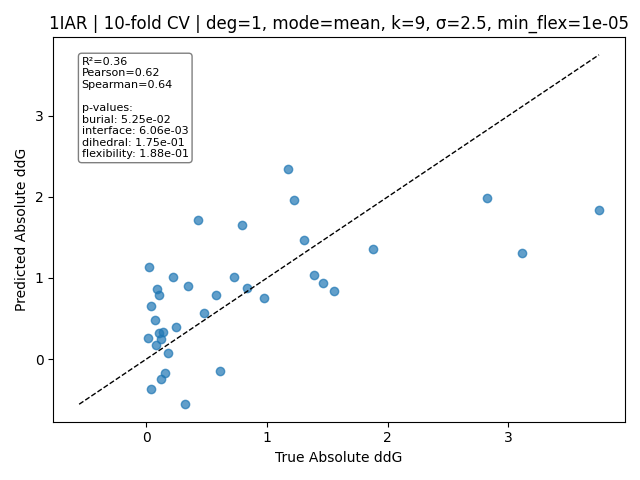 1IAR | 10-fold CV | deg=1, mode=mean, k=9, σ=2.5, min_flex=1e-05
R²=0.36
Pearson=0.62
Spearman=0.64
p-values:
burial: 5.25e-02
interface: 6.06e-03
dihedral: 1.75e-01
flexibility: 1.88e-01
Predicted Absolute ddG
3
2
1
0
0 1 2 3
True Absolute ddG